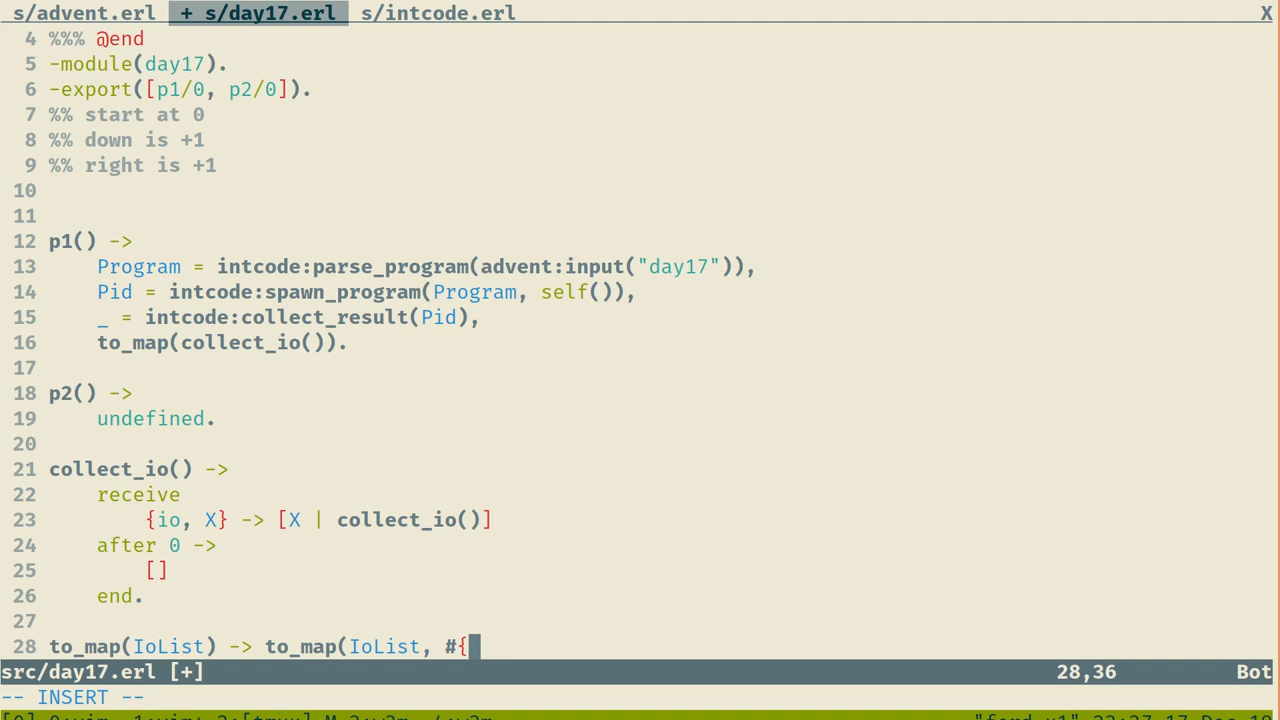 s/advent.erl + s/day17.erl s/intcode.erl X
4 %%% @end
5 -module(day17).
6 -export([p1/0, p2/0]).
7 %% start at 0
8 %% down is +1
9 %% right is +1
10
11
12 p1() ->
13     Program = intcode:parse_program(advent:input("day17")),
14     Pid = intcode:spawn_program(Program, self()),
15     _ = intcode:collect_result(Pid),
16     to_map(collect_io()).
17
18 p2() ->
19     undefined.
20
21 collect_io() ->
22     receive
23         {io, X} -> [X | collect_io()]
24     after 0 ->
25         []
26     end.
27
28 to_map(IoList) -> to_map(IoList, #{
src/day17.erl [+] 28,36 Bot
-- INSERT --